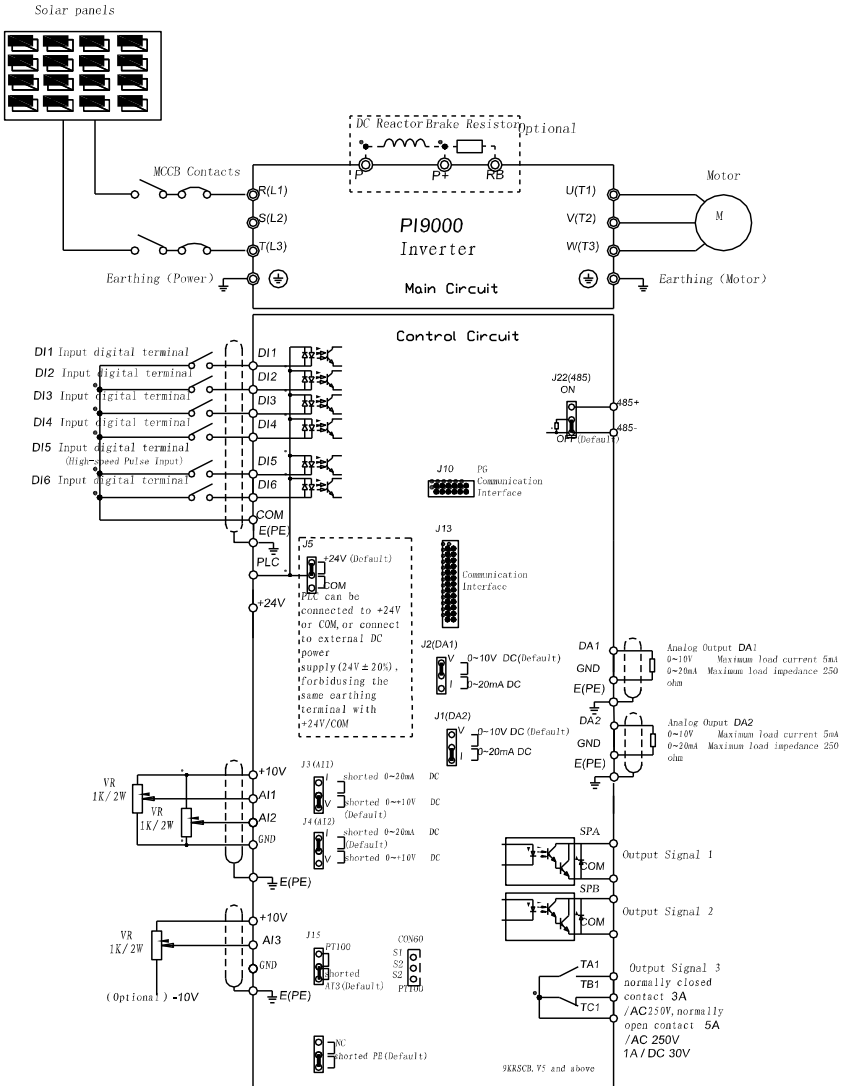 Solar panels
DC Reactor Brake Resistor Optional
P P+ RB
MCCB Contacts
R(L1)
S(L2)
T(L3)
PI9000
Inverter
U(T1)
V(T2)
W(T3)
Motor
M
Earthing (Power)
Main Circuit
Earthing (Motor)
Control Circuit
DI1 Input digital terminal
DI1
DI2 Input digital terminal
DI2
DI3 Input digital terminal
DI3
DI4 Input digital terminal
DI4
DI5 Input digital terminal
(High-speed Pulse Input)
DI5
DI6 Input digital terminal
DI6
COM
E(PE)
PLC
+24V
J22(485)
ON
OFF(Default)
485+
485-
J10
PG
Communication
Interface
J13
Communication
Interface
J5
+24V (Default)
COM
PLC can be
connected to +24V
or COM, or connect
to external DC
power
supply(24V±20%),
forbidusing the
same earthing
terminal with
+24V/COM
J2(DA1)
V 0~10V DC(Default)
I 0~20mA DC
J1(DA2)
V 0~10V DC (Default)
I 0~20mA DC
DA1
GND
E(PE)
Analog Output DA1
0~10V Maximum load current 5mA
0~20mA Maximum load impedance 250
ohm
DA2
GND
E(PE)
Analog Ouput DA2
0~10V Maximum load current 5mA
0~20mA Maximum load impedance 250
ohm
VR
1K/2W
VR
1K/2W
+10V
AI1
AI2
GND
E(PE)
J3(AI1)
I shorted 0~20mA DC
V shorted 0~+10V DC
(Default)
J4(AI2)
I shorted 0~20mA DC
(Default)
V shorted 0~+10V DC
SPA
COM
Output Signal 1
SPB
COM
Output Signal 2
VR
1K/2W
(Optional) -10V
+10V
AI3
GND
E(PE)
J15
PT100
shorted
AI3(Default)
CON60
S1
S2
S2
PT100
TA1
TB1
TC1
Output Signal 3
normally closed
contact 3A
/AC250V,normally
open contact 5A
/AC 250V
1A / DC 30V
NC
shorted PE(Default)
9KRSCB.V5 and above